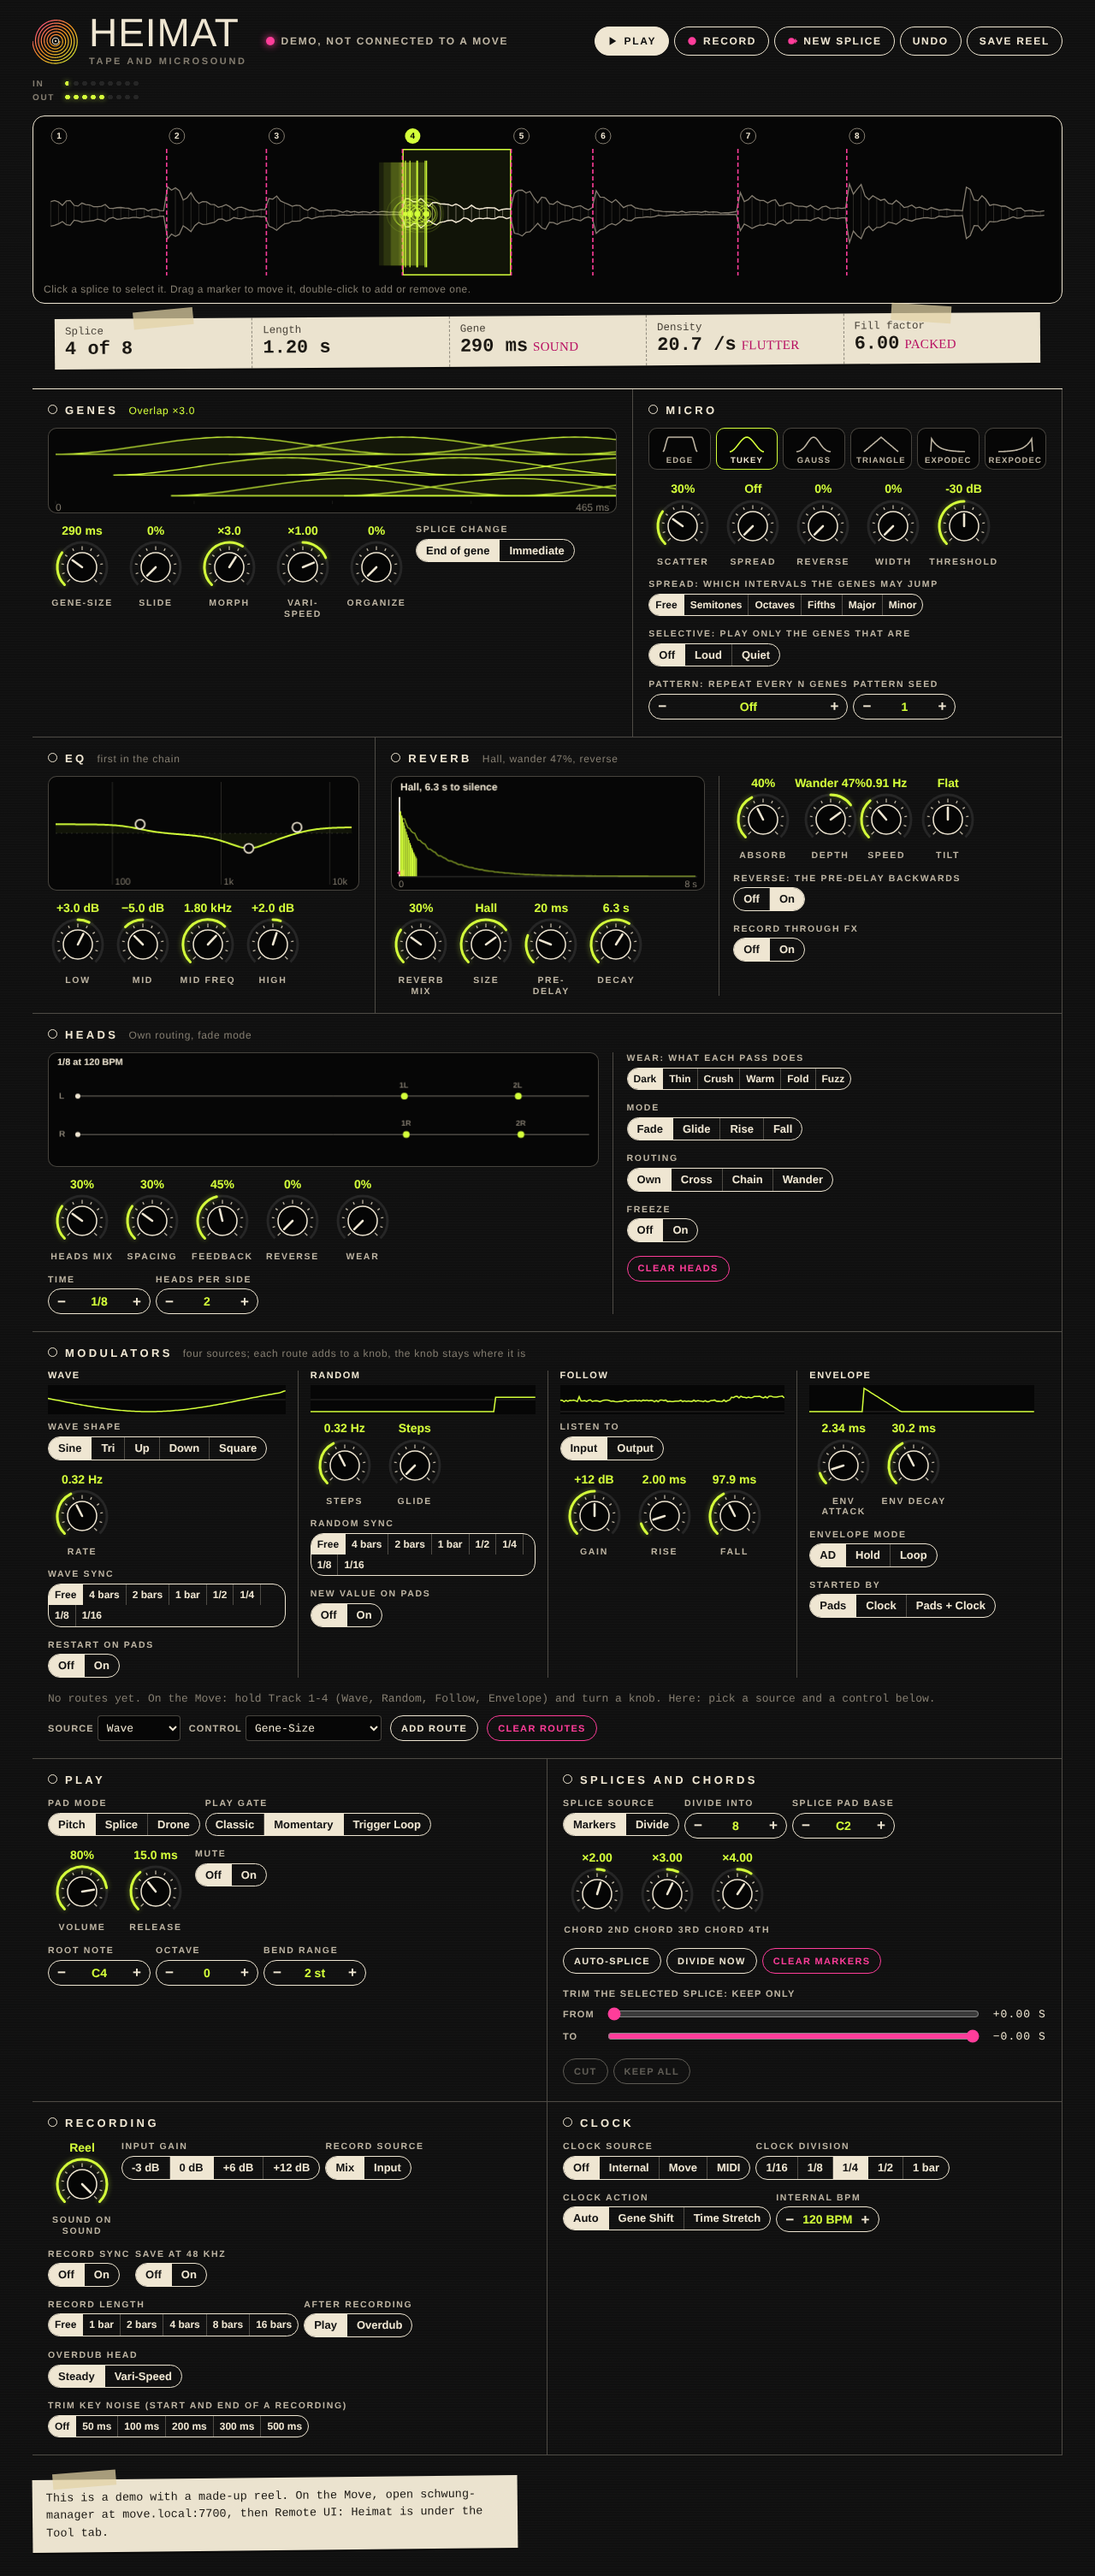 HEIMAT
TAPE AND MICROSOUND
DEMO, NOT CONNECTED TO A MOVE
PLAY
RECORD
NEW SPLICE
UNDO
SAVE REEL
IN
OUT
1 2 3 4 5 6 7 8
Click a splice to select it. Drag a marker to move it, double-click to add or remove one.
Splice
4 of 8
Length
1.20 s
Gene
290 ms SOUND
Density
20.7 /s FLUTTER
Fill factor
6.00 PACKED
GENES Overlap ×3.0
0 465 ms
290 ms 0% ×3.0 ×1.00 0%
GENE-SIZE SLIDE MORPH VARI-SPEED ORGANIZE
SPLICE CHANGE
End of gene Immediate
MICRO
EDGE TUKEY GAUSS TRIANGLE EXPODEC REXPODEC
30% Off 0% 0% -30 dB
SCATTER SPREAD REVERSE WIDTH THRESHOLD
SPREAD: WHICH INTERVALS THE GENES MAY JUMP
Free Semitones Octaves Fifths Major Minor
SELECTIVE: PLAY ONLY THE GENES THAT ARE
Off Loud Quiet
PATTERN: REPEAT EVERY N GENES PATTERN SEED
− Off + − 1 +
EQ first in the chain
100 1k 10k
+3.0 dB −5.0 dB 1.80 kHz +2.0 dB
LOW MID MID FREQ HIGH
REVERB Hall, wander 47%, reverse
Hall, 6.3 s to silence
0 8 s
30% Hall 20 ms 6.3 s
REVERB MIX SIZE PRE-DELAY DECAY
40% Wander 47% 0.91 Hz Flat
ABSORB DEPTH SPEED TILT
REVERSE: THE PRE-DELAY BACKWARDS
Off On
RECORD THROUGH FX
Off On
HEADS Own routing, fade mode
1/8 at 120 BPM
1L 2L
L
1R 2R
R
30% 30% 45% 0% 0%
HEADS MIX SPACING FEEDBACK REVERSE WEAR
TIME HEADS PER SIDE
− 1/8 + − 2 +
WEAR: WHAT EACH PASS DOES
Dark Thin Crush Warm Fold Fuzz
MODE
Fade Glide Rise Fall
ROUTING
Own Cross Chain Wander
FREEZE
Off On
CLEAR HEADS
MODULATORS four sources; each route adds to a knob, the knob stays where it is
WAVE
WAVE SHAPE
Sine Tri Up Down Square
0.32 Hz
RATE
WAVE SYNC
Free 4 bars 2 bars 1 bar 1/2 1/4
1/8 1/16
RESTART ON PADS
Off On
RANDOM
0.32 Hz Steps
STEPS GLIDE
RANDOM SYNC
Free 4 bars 2 bars 1 bar 1/2 1/4
1/8 1/16
NEW VALUE ON PADS
Off On
FOLLOW
LISTEN TO
Input Output
+12 dB 2.00 ms 97.9 ms
GAIN RISE FALL
ENVELOPE
2.34 ms 30.2 ms
ENV ATTACK ENV DECAY
ENVELOPE MODE
AD Hold Loop
STARTED BY
Pads Clock Pads + Clock
No routes yet. On the Move: hold Track 1-4 (Wave, Random, Follow, Envelope) and turn a knob. Here: pick a source and a control below.
SOURCE Wave CONTROL Gene-Size ADD ROUTE CLEAR ROUTES
PLAY
PAD MODE PLAY GATE
Pitch Splice Drone Classic Momentary Trigger Loop
80% 15.0 ms MUTE
Off On
VOLUME RELEASE
ROOT NOTE OCTAVE BEND RANGE
− C4 + − 0 + − 2 st +
SPLICES AND CHORDS
SPLICE SOURCE DIVIDE INTO SPLICE PAD BASE
Markers Divide − 8 + − C2 +
×2.00 ×3.00 ×4.00
CHORD 2ND CHORD 3RD CHORD 4TH
AUTO-SPLICE DIVIDE NOW CLEAR MARKERS
TRIM THE SELECTED SPLICE: KEEP ONLY
FROM +0.00 S
TO −0.00 S
CUT KEEP ALL
RECORDING
Reel INPUT GAIN RECORD SOURCE
-3 dB 0 dB +6 dB +12 dB Mix Input
SOUND ON SOUND
RECORD SYNC SAVE AT 48 KHZ
Off On Off On
RECORD LENGTH AFTER RECORDING
Free 1 bar 2 bars 4 bars 8 bars 16 bars Play Overdub
OVERDUB HEAD
Steady Vari-Speed
TRIM KEY NOISE (START AND END OF A RECORDING)
Off 50 ms 100 ms 200 ms 300 ms 500 ms
CLOCK
CLOCK SOURCE CLOCK DIVISION
Off Internal Move MIDI 1/16 1/8 1/4 1/2 1 bar
CLOCK ACTION INTERNAL BPM
Auto Gene Shift Time Stretch − 120 BPM +
This is a demo with a made-up reel. On the Move, open schwung-
manager at move.local:7700, then Remote UI: Heimat is under the
Tool tab.